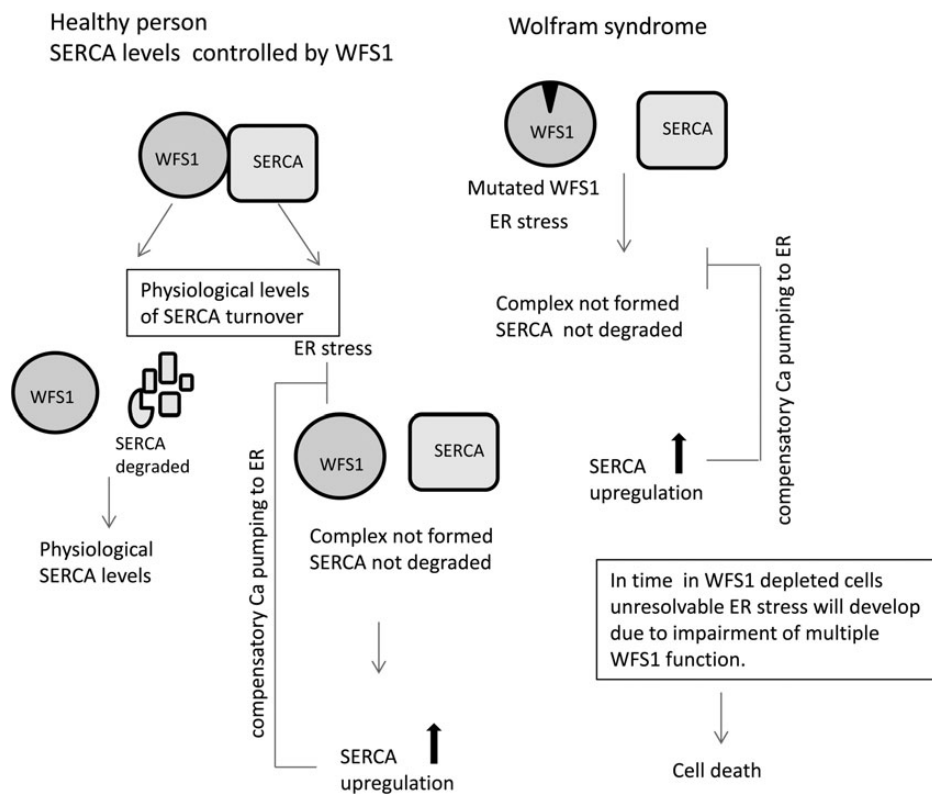 Healthy person
SERCA levels controlled by WFS1
WFS1
SERCA
Physiological levels
of SERCA turnover
WFS1
SERCA
degraded
Physiological
SERCA levels
ER stress
WFS1
SERCA
Complex not formed
SERCA not degraded
compensatory Ca pumping to ER
SERCA
upregulation
Wolfram syndrome
WFS1
SERCA
Mutated WFS1
ER stress
Complex not formed
SERCA not degraded
compensatory Ca pumping to ER
SERCA
upregulation
In time in WFS1 depleted cells
unresolvable ER stress will develop
due to impairment of multiple
WFS1 function.
Cell death